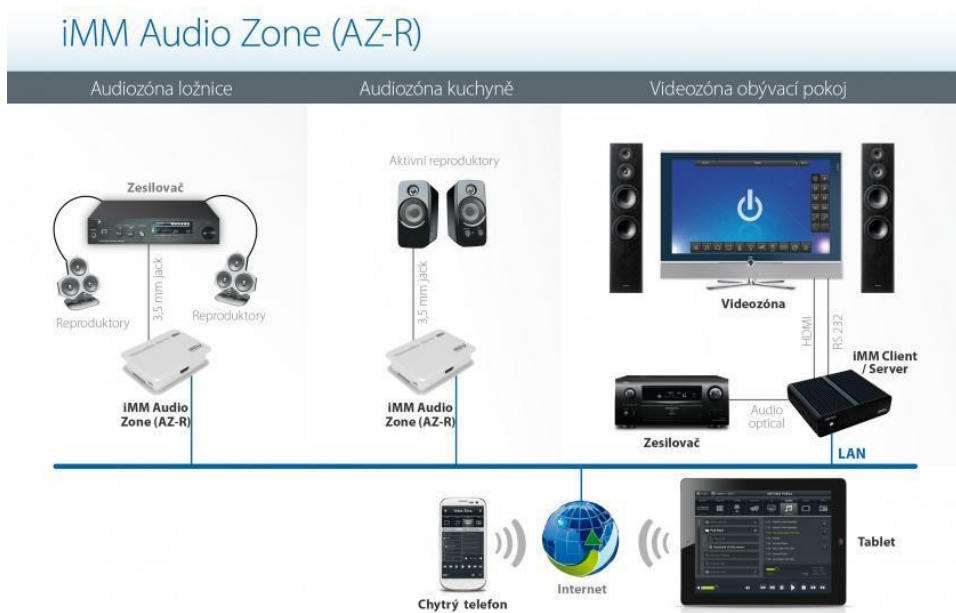 iMM Audio Zone (AZ-R)
Audiozóna ložnice
Audiozóna kuchyně
Videozóna obývací pokoj
Zesilovač
Reproduktory
Reproduktory
3,5 mm jack
iMM Audio
Zone (AZ-R)
Aktivní reproduktory
3,5 mm jack
iMM Audio
Zone (AZ-R)
Videozóna
HDMI
RS 232
iMM Client
/ Server
Audio
optical
Zesilovač
LAN
Chytrý telefon
Internet
Tablet